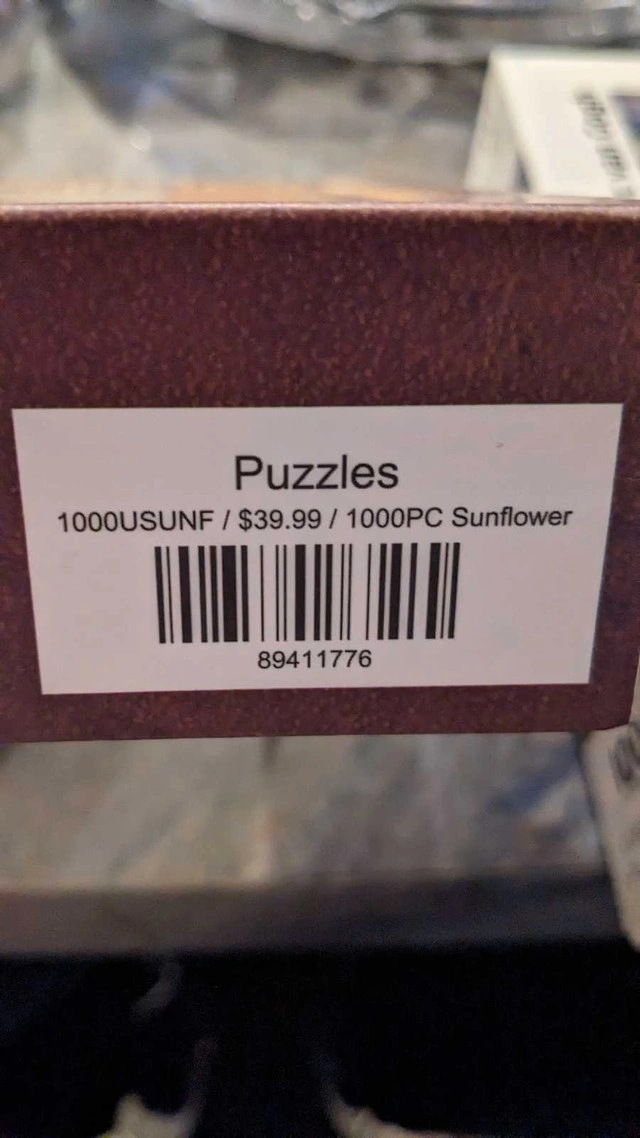 Puzzles
1000USUNF / $39.99 / 1000PC Sunflower
89411776